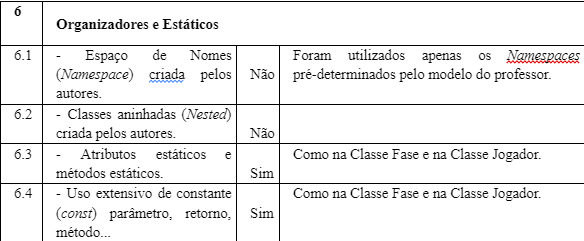 6 Organizadores e Estáticos
6.1 - Espaço de Nomes Foram utilizados apenas os Namespaces
(Namespace) criada pelos Não pré-determinados pelo modelo do professor.
autores.
6.2 - Classes aninhadas (Nested)
criada pelos autores. Não
6.3 - Atributos estáticos e Como na Classe Fase e na Classe Jogador.
métodos estáticos. Sim
6.4 - Uso extensivo de constante Como na Classe Fase e na Classe Jogador.
(const) parâmetro, retorno, Sim
método...